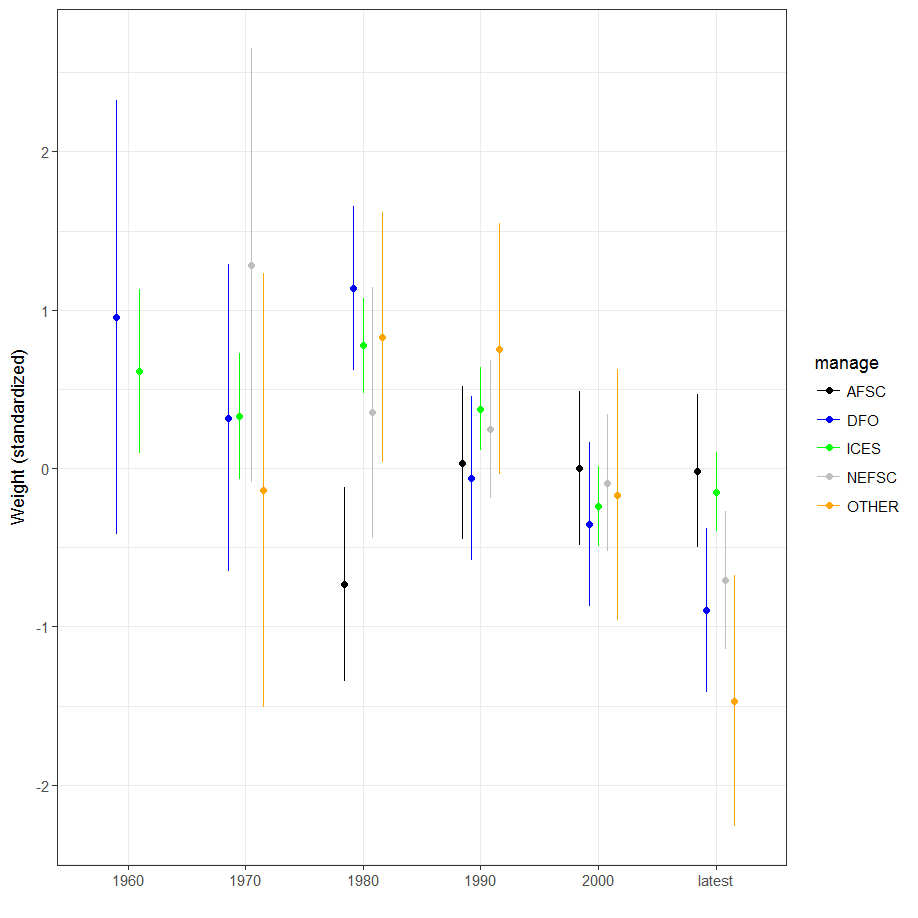 Weight (standardized)
2
1
0
-1
-2
1960 1970 1980 1990 2000 latest
manage
AFSC
DFO
ICES
NEFSC
OTHER